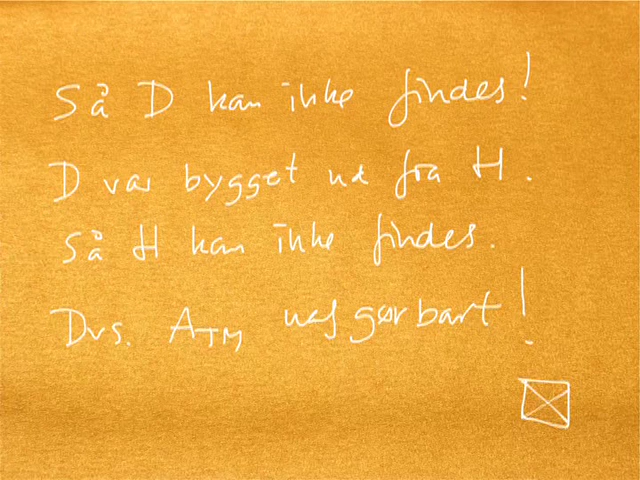 Så D kan ikke findes!
D var bygget ud fra H.
Så H kan ikke findes.
Dvs. ATM uafgørbart!